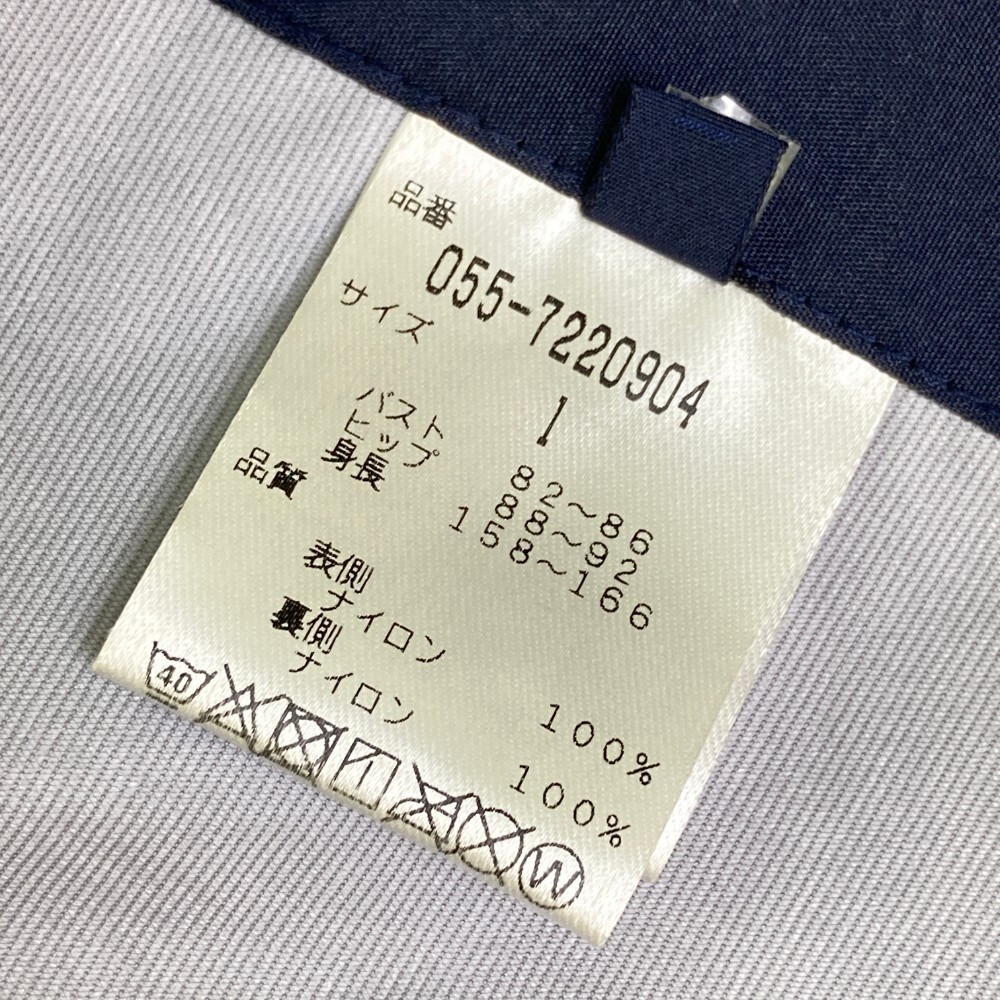 品番
055-7220904
サイズ
1
バスト 82～86
ヒップ 88～92
身長 158～166
品質
表側
ナイロン 100%
裏側
ナイロン 100%
40
W